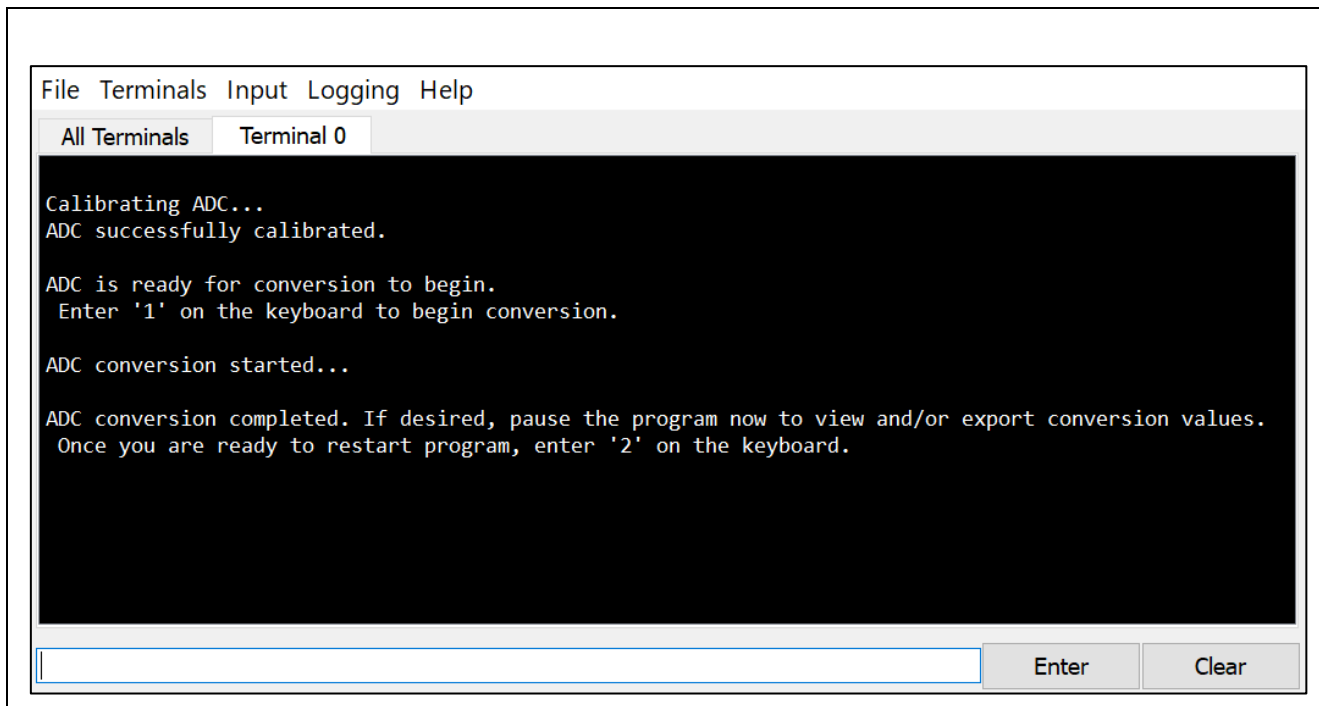 File Terminals Input Logging Help
All Terminals Terminal 0
Calibrating ADC...
ADC successfully calibrated.
ADC is ready for conversion to begin.
Enter '1' on the keyboard to begin conversion.
ADC conversion started...
ADC conversion completed. If desired, pause the program now to view and/or export conversion values.
Once you are ready to restart program, enter '2' on the keyboard.
Enter Clear